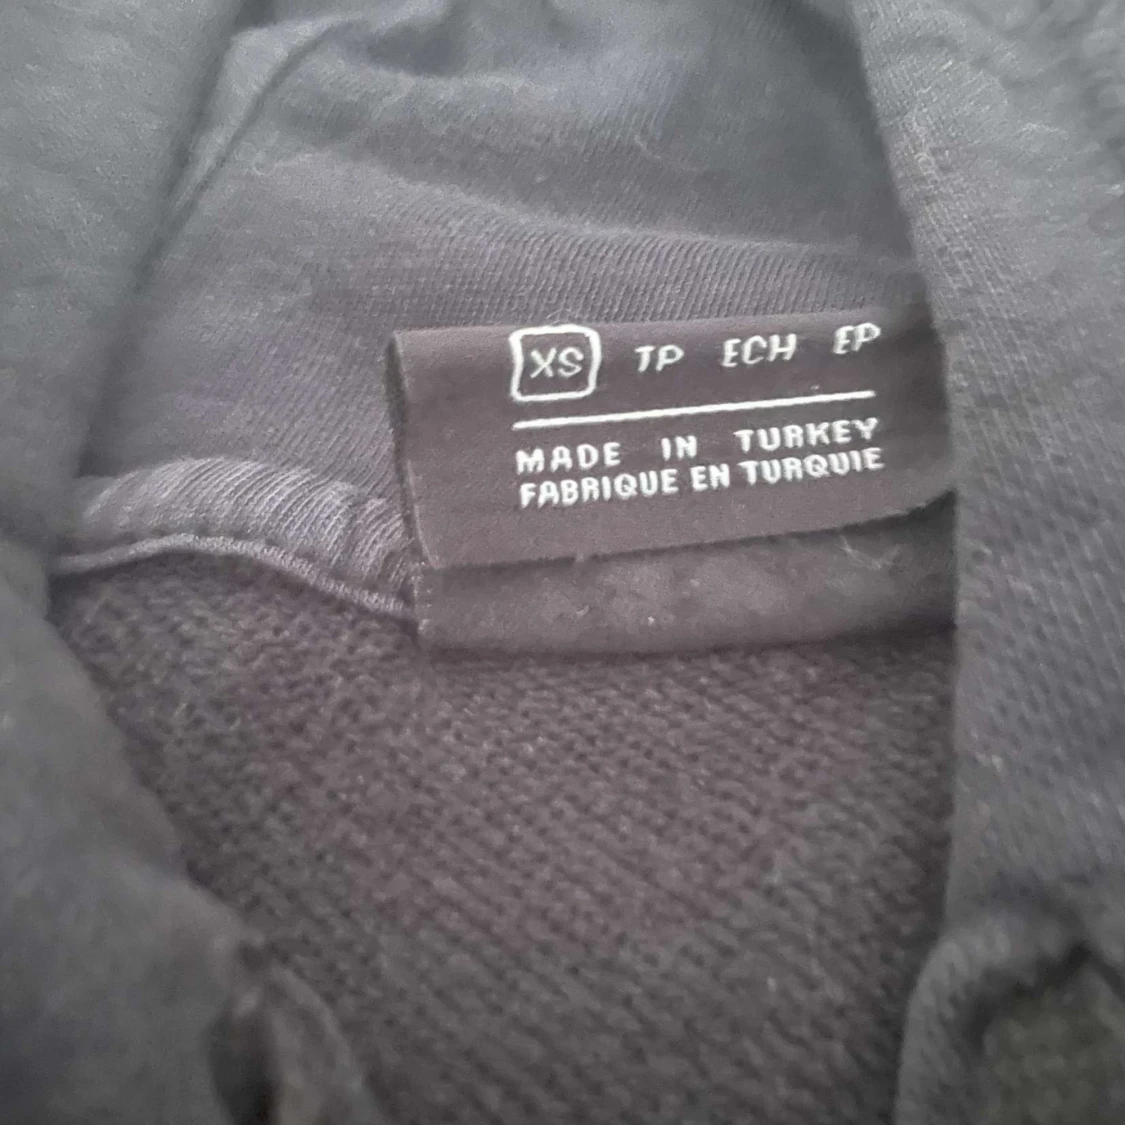 XS TP ECH EP
MADE IN TURKEY
FABRIQUE EN TURQUIE